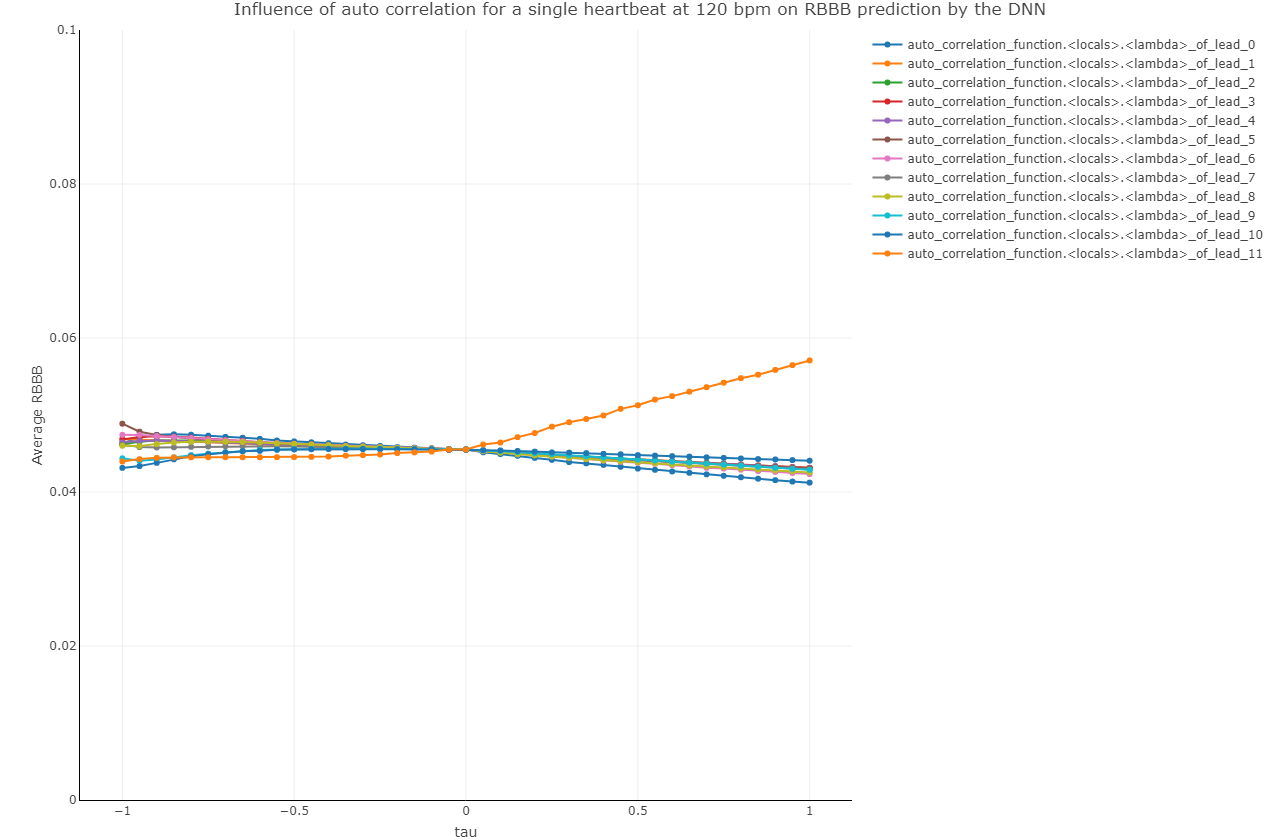 Influence of auto correlation for a single heartbeat at 120 bpm on RBBB prediction by the DNN
0.1
0.08
0.06
0.04
0.02
0
Average RBBB
−1
−0.5
0
0.5
1
tau
auto_correlation_function.<locals>.<lambda>_of_lead_0
auto_correlation_function.<locals>.<lambda>_of_lead_1
auto_correlation_function.<locals>.<lambda>_of_lead_2
auto_correlation_function.<locals>.<lambda>_of_lead_3
auto_correlation_function.<locals>.<lambda>_of_lead_4
auto_correlation_function.<locals>.<lambda>_of_lead_5
auto_correlation_function.<locals>.<lambda>_of_lead_6
auto_correlation_function.<locals>.<lambda>_of_lead_7
auto_correlation_function.<locals>.<lambda>_of_lead_8
auto_correlation_function.<locals>.<lambda>_of_lead_9
auto_correlation_function.<locals>.<lambda>_of_lead_10
auto_correlation_function.<locals>.<lambda>_of_lead_11